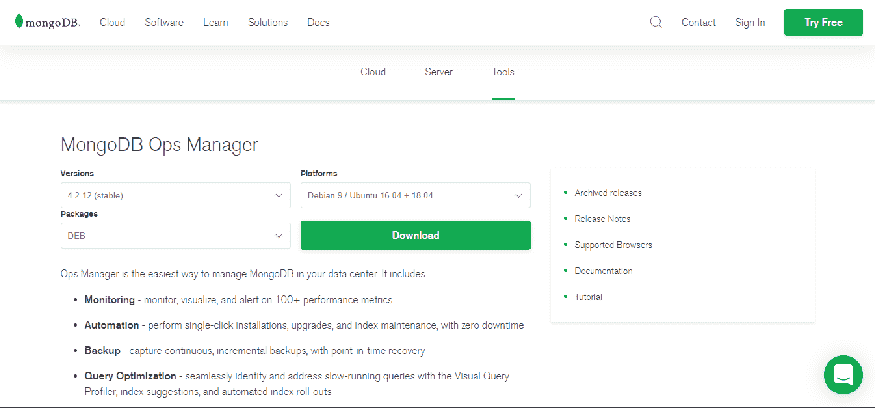 mongoDB. Cloud Software Learn Solutions Docs Contact Sign In Try Free
Cloud Server Tools
MongoDB Ops Manager
Versions
4.2.12 (stable)
Platforms
Debian 8 / Ubuntu 16.04 + 18.04
Packages
DEB
Download
Ops Manager is the easiest way to manage MongoDB in your data center. It includes
• Monitoring - monitor, visualize, and alert on 100+ performance metrics
• Automation - perform single-click installations, upgrades, and index maintenance, with zero downtime
• Backup - capture continuous, incremental backups, with point-in-time recovery
• Query Optimization - seamlessly identify and address slow-running queries with the Visual Query
Profiler, index suggestions, and automated index roll-outs
• Archived releases
• Release Notes
• Supported Browsers
• Documentation
• Tutorial